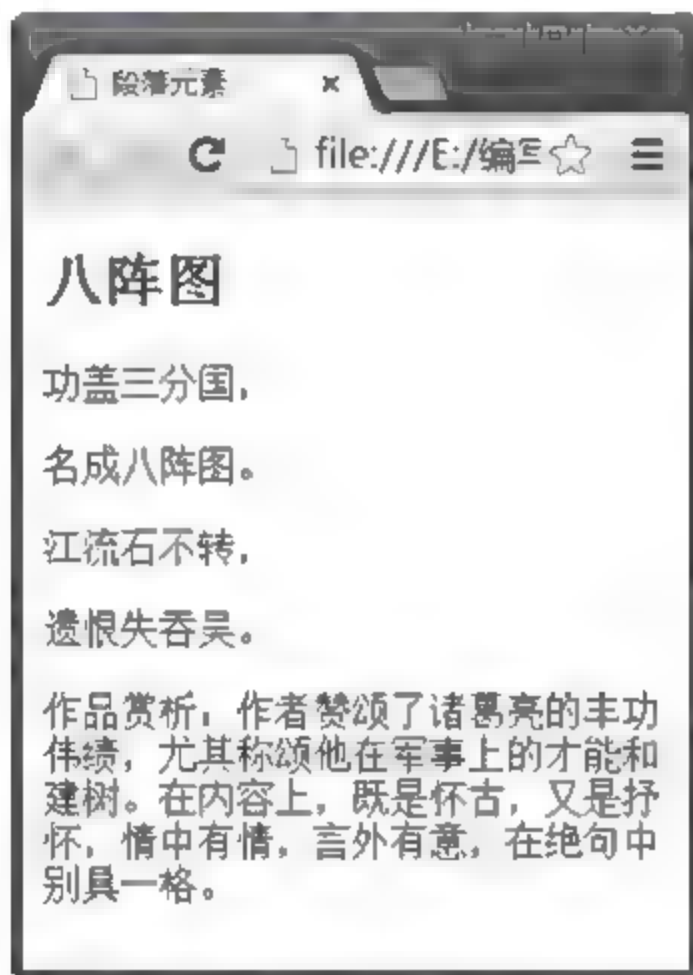 段落元素
file:///E:/编写
八阵图
功盖三分国，
名成八阵图。
江流石不转，
遗恨失吞吴。
作品赏析：作者赞颂了诸葛亮的丰功
伟绩，尤其称颂他在军事上的才能和
建树。在内容上，既是怀古，又是抒
怀，情中有情，言外有意，在绝句中
别具一格。